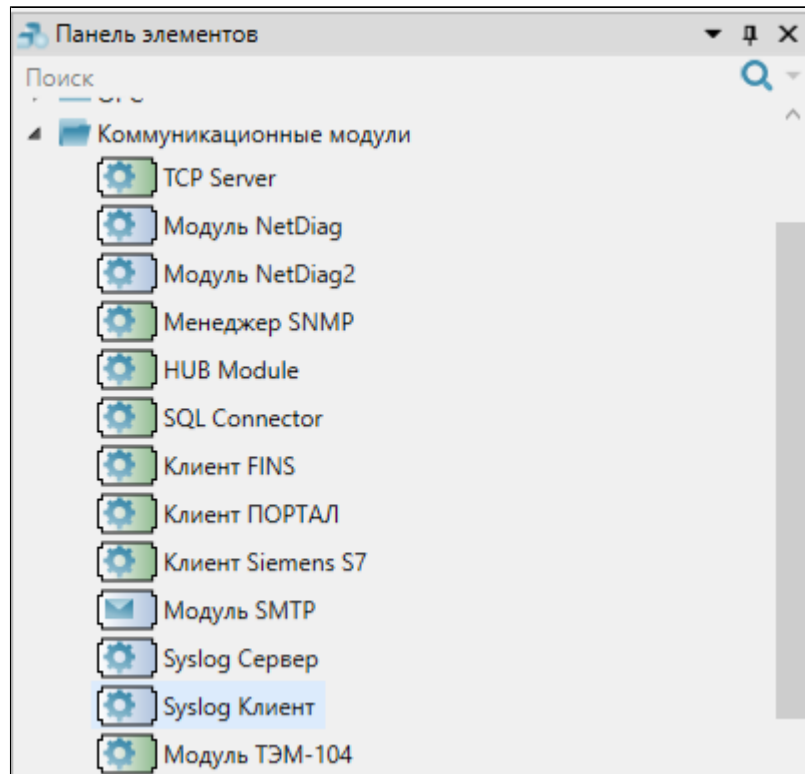 Панель элементов
Поиск
Коммуникационные модули
TCP Server
Модуль NetDiag
Модуль NetDiag2
Менеджер SNMP
HUB Module
SQL Connector
Клиент FINS
Клиент ПОРТАЛ
Клиент Siemens S7
Модуль SMTP
Syslog Сервер
Syslog Клиент
Модуль ТЭМ-104